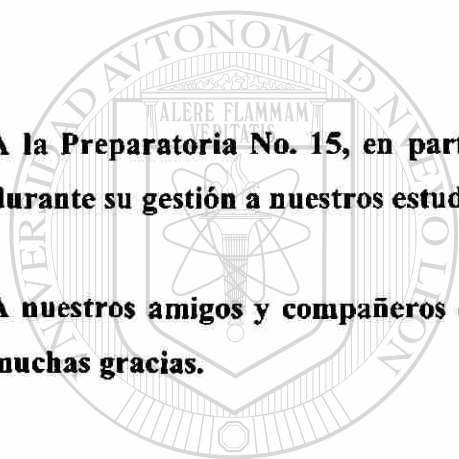 UNIVERSIDAD AVTONOMA DE NUEVO LEON
ALERE FLAMMAM
VERITATIS
A la Preparatoria No. 15, en part
durante su gestión a nuestros estud
A nuestros amigos y compañeros
muchas gracias.